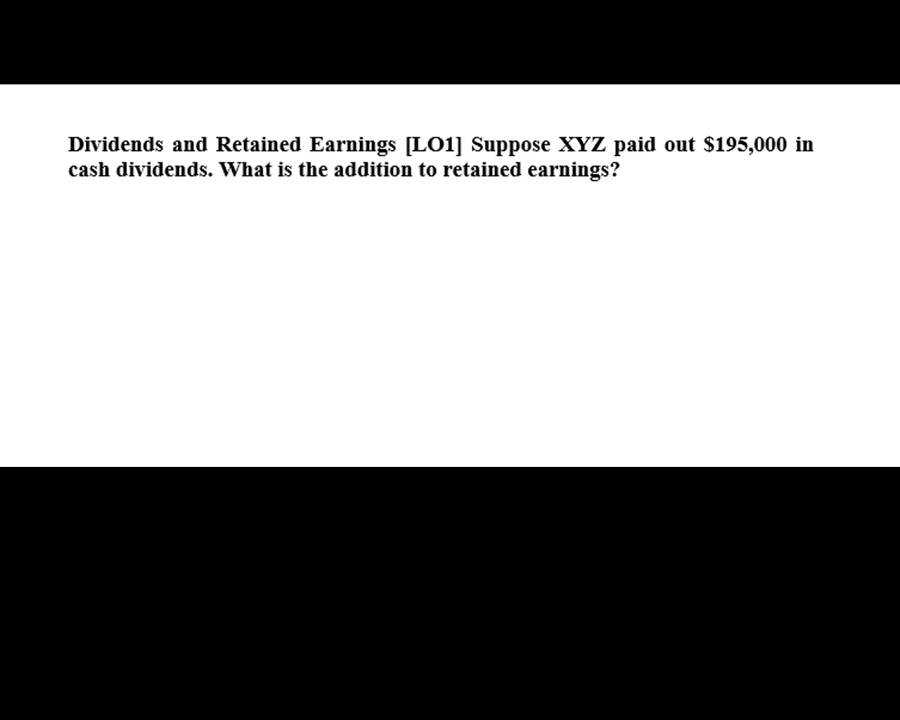 Dividends and Retained Earnings [LO1] Suppose XYZ paid out $195,000 in
cash dividends. What is the addition to retained earnings?